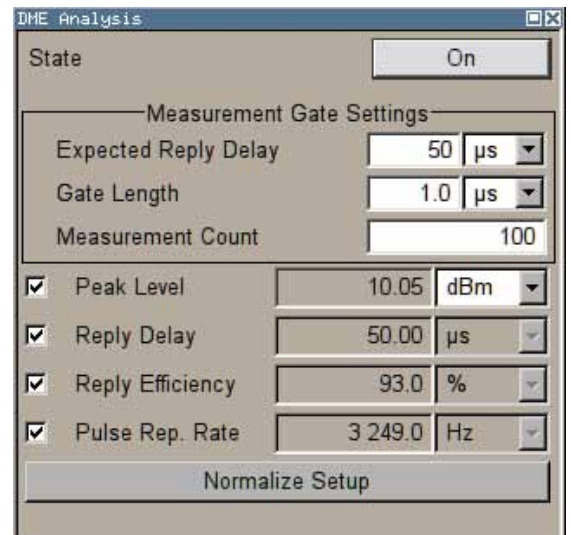 DME Analysis
State On
Measurement Gate Settings
Expected Reply Delay 50 µs
Gate Length 1.0 µs
Measurement Count 100
Peak Level 10.05 dBm
Reply Delay 50.00 µs
Reply Efficiency 93.0 %
Pulse Rep. Rate 3 249.0 Hz
Normalize Setup